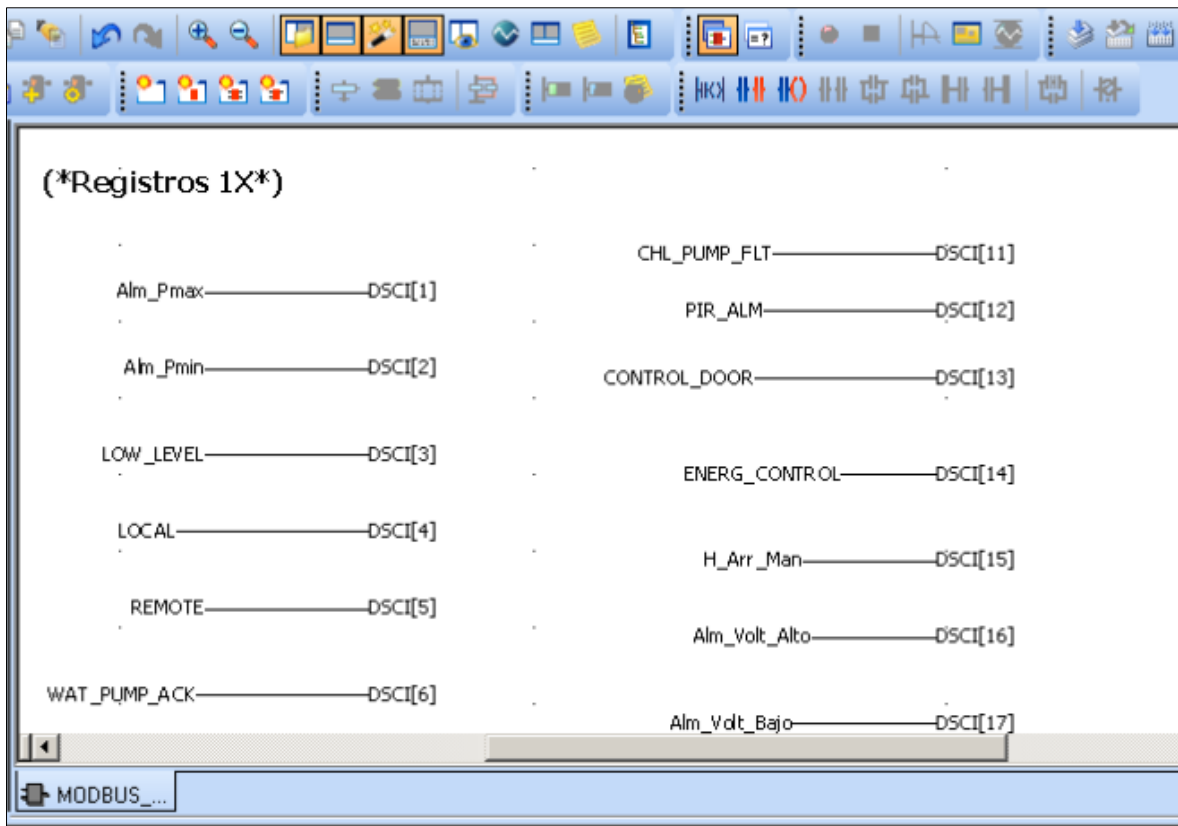 (*Registros 1X*)
Alm_Pmax DSCI[1]
Alm_Pmin DSCI[2]
LOW_LEVEL DSCI[3]
LOCAL DSCI[4]
REMOTE DSCI[5]
WAT_PUMP_ACK DSCI[6]
CHL_PUMP_FLT DSCI[11]
PIR_ALM DSCI[12]
CONTROL_DOOR DSCI[13]
ENERG_CONTROL DSCI[14]
H_Arr_Man DSCI[15]
Alm_Volt_Alto DSCI[16]
Alm_Volt_Bajo DSCI[17]
MODBUS_...